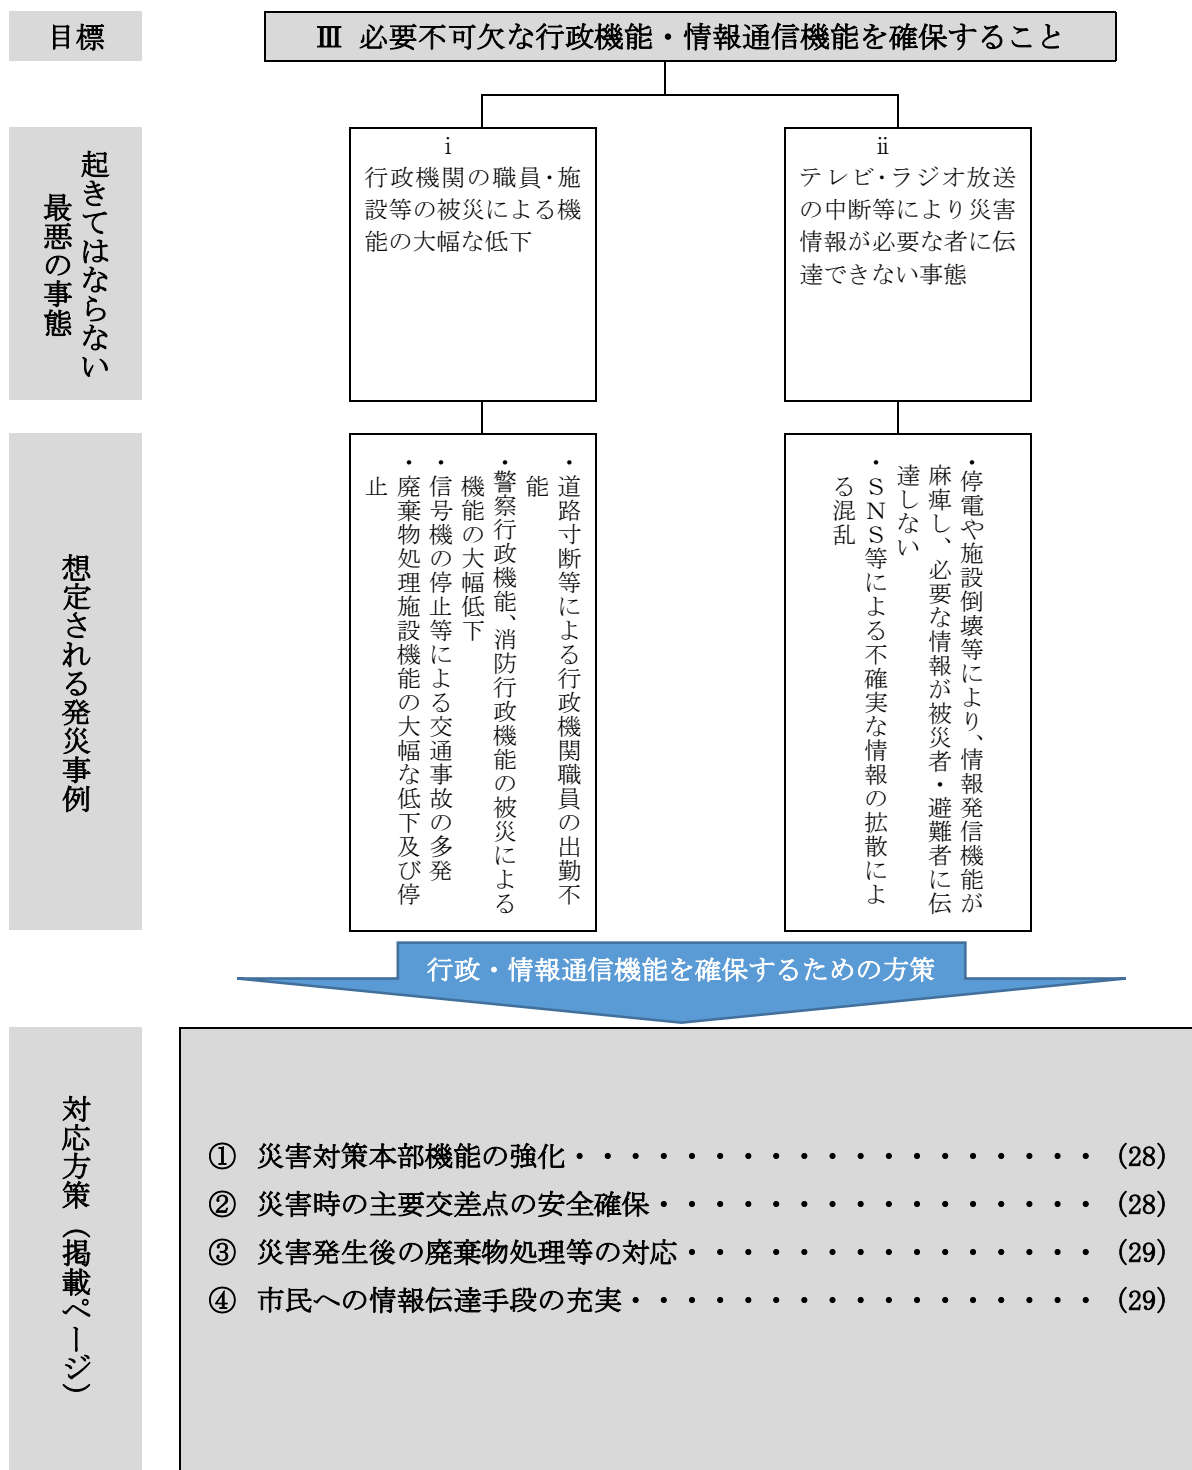 目標
Ⅲ 必要不可欠な行政機能・情報通信機能を確保すること
起きてはならない
最悪の事態
ⅰ
行政機関の職員・施
設等の被災による機
能の大幅な低下
ⅱ
テレビ・ラジオ放送
の中断等により災害
情報が必要な者に伝
達できない事態
想定される発災事例
・道路寸断等による行政機関職員の出勤不
能
・警察行政機能、消防行政機能の被災による
機能の大幅低下
・信号機の停止等による交通事故の多発
・廃棄物処理施設機能の大幅な低下及び停
止
・停電や施設倒壊等により、情報発信機能が
麻痺し、必要な情報が被災者・避難者に伝
達しない
・ＳＮＳ等による不確実な情報の拡散によ
る混乱
行政・情報通信機能を確保するための方策
対応方策（掲載ページ）
① 災害対策本部機能の強化・・・・・・・・・・・・・・・・・・・（28）
② 災害時の主要交差点の安全確保・・・・・・・・・・・・・・・・（28）
③ 災害発生後の廃棄物処理等の対応・・・・・・・・・・・・・・・（29）
④ 市民への情報伝達手段の充実・・・・・・・・・・・・・・・・・（29）